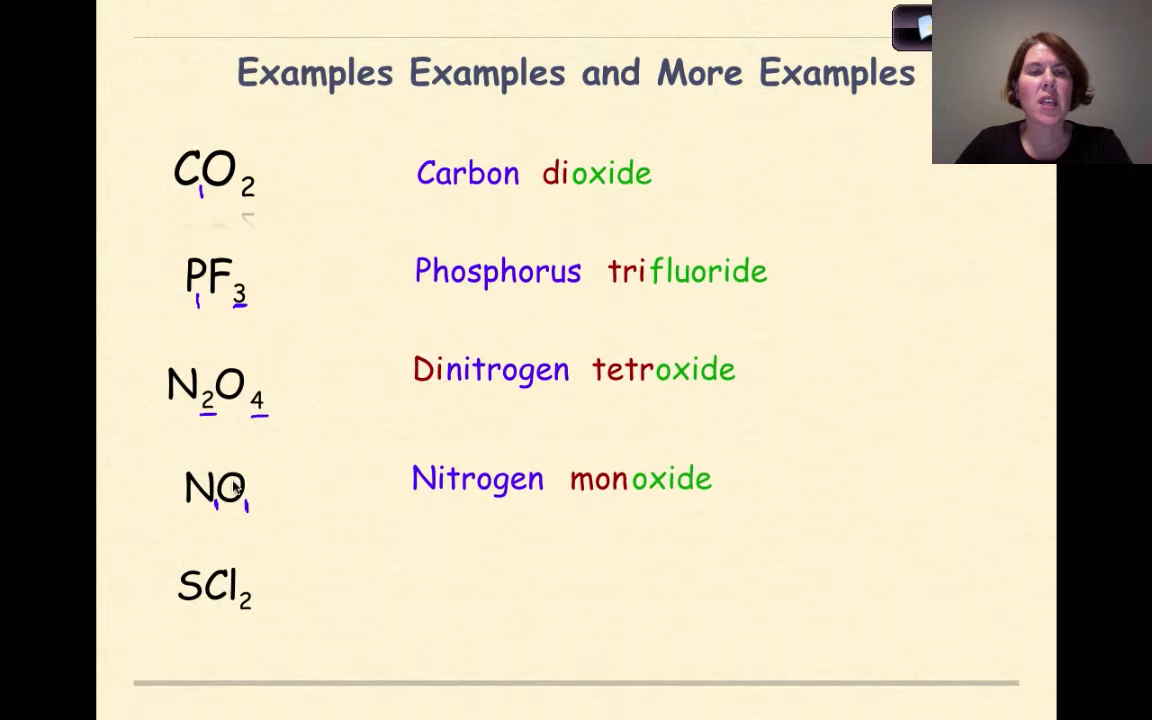 Examples Examples and More Examples
CO₂ Carbon dioxide
PF₃ Phosphorus trifluoride
N₂O₄ Dinitrogen tetroxide
NO Nitrogen monoxide
SCl₂